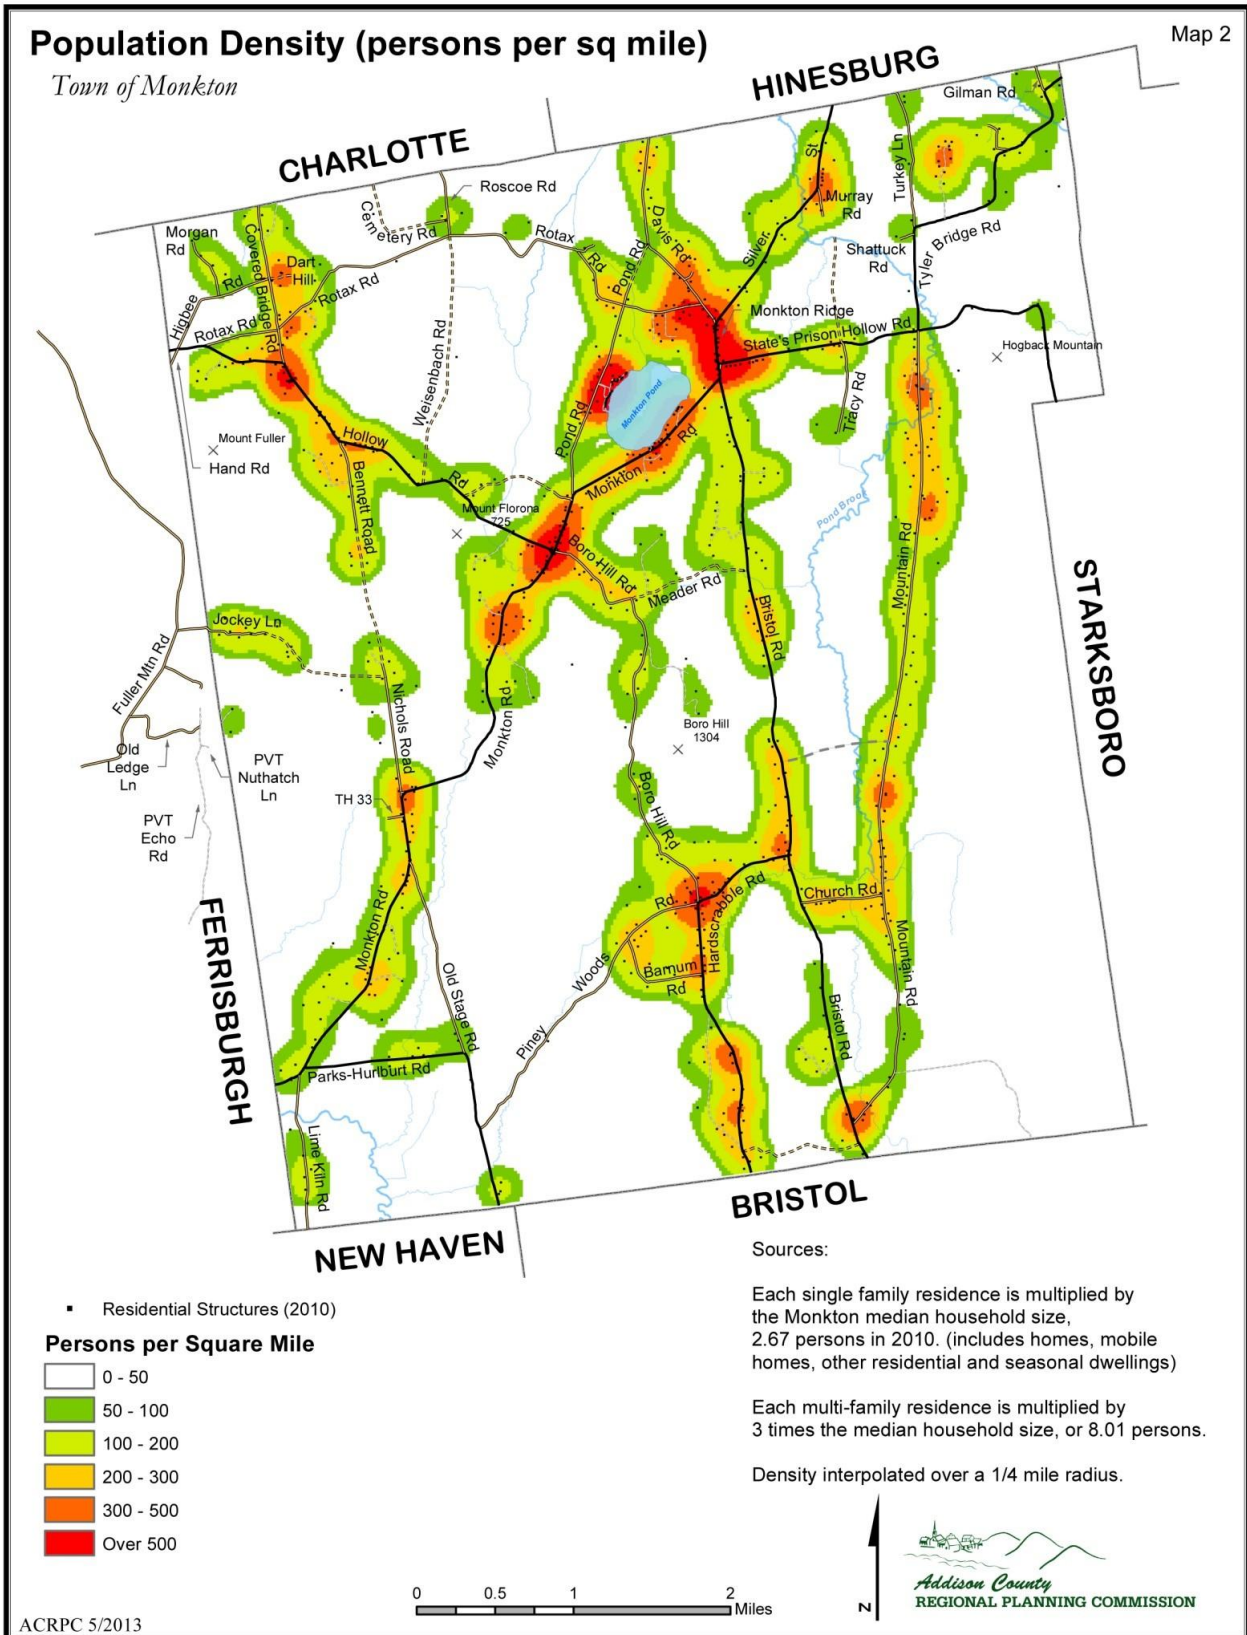 Population Density (persons per sq mile)
Map 2
Town of Monkton
HINESBURG
CHARLOTTE
Gilman Rd
Roscoe Rd
Cemetery Rd
Turkey Ln
St
Murray
Rd
Morgan
Rd
Covered Bridge Rd
Dart
Hill
Rd
Rotax
Rd
Davis Rd
Pond Rd
Silver
Shattuck
Rd
Tyler Bridge Rd
Higbee
Rotax Rd
Rotax Rd
Monkton Ridge
State's Prison Hollow Rd
Hogback Mountain
Weisenbach Rd
Monkton Pond
Tracy Rd
Pond Rd
Mount Fuller
Hand Rd
Hollow
Rd
Rd
Monkton
Bennett Road
Mount Florona
725
Pond Brook
Boro Hill Rd
Meader Rd
Mountain Rd
Bristol Rd
STARKSBORO
Jockey Ln
Fuller Mtn Rd
Nichols Road
Monkton Rd
Boro Hill
1304
Old
Ledge
Ln
PVT
Nuthatch
Ln
TH 33
PVT
Echo
Rd
Boro Hill Rd
Church Rd
Rd
Hardscrabble Rd
FERRISBURGH
Monkton Rd
Woods
Barnum
Rd
Mountain Rd
Old Stage Rd
Piney
Bristol Rd
Parks-Hurlburt Rd
Lime Kiln Rd
BRISTOL
NEW HAVEN
Sources:
Each single family residence is multiplied by
the Monkton median household size,
2.67 persons in 2010. (includes homes, mobile
homes, other residential and seasonal dwellings)
Each multi-family residence is multiplied by
3 times the median household size, or 8.01 persons.
Density interpolated over a 1/4 mile radius.
Residential Structures (2010)
Persons per Square Mile
0 - 50
50 - 100
100 - 200
200 - 300
300 - 500
Over 500
0 0.5 1 2
Miles
N
Addison County
REGIONAL PLANNING COMMISSION
ACRPC 5/2013